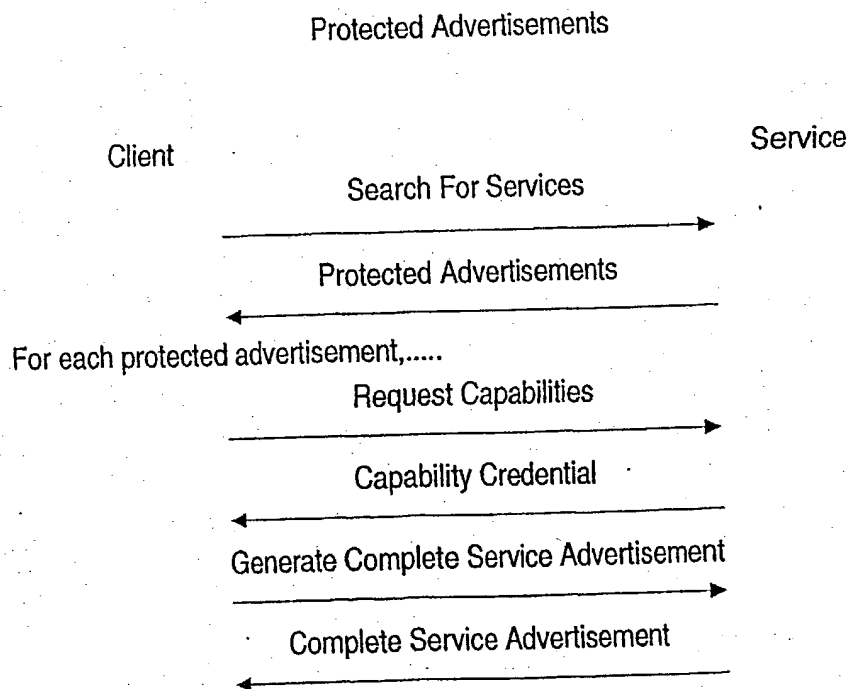 Protected Advertisements
Client
Service
Search For Services
Protected Advertisements
For each protected advertisement,.....
Request Capabilities
Capability Credential
Generate Complete Service Advertisement
Complete Service Advertisement